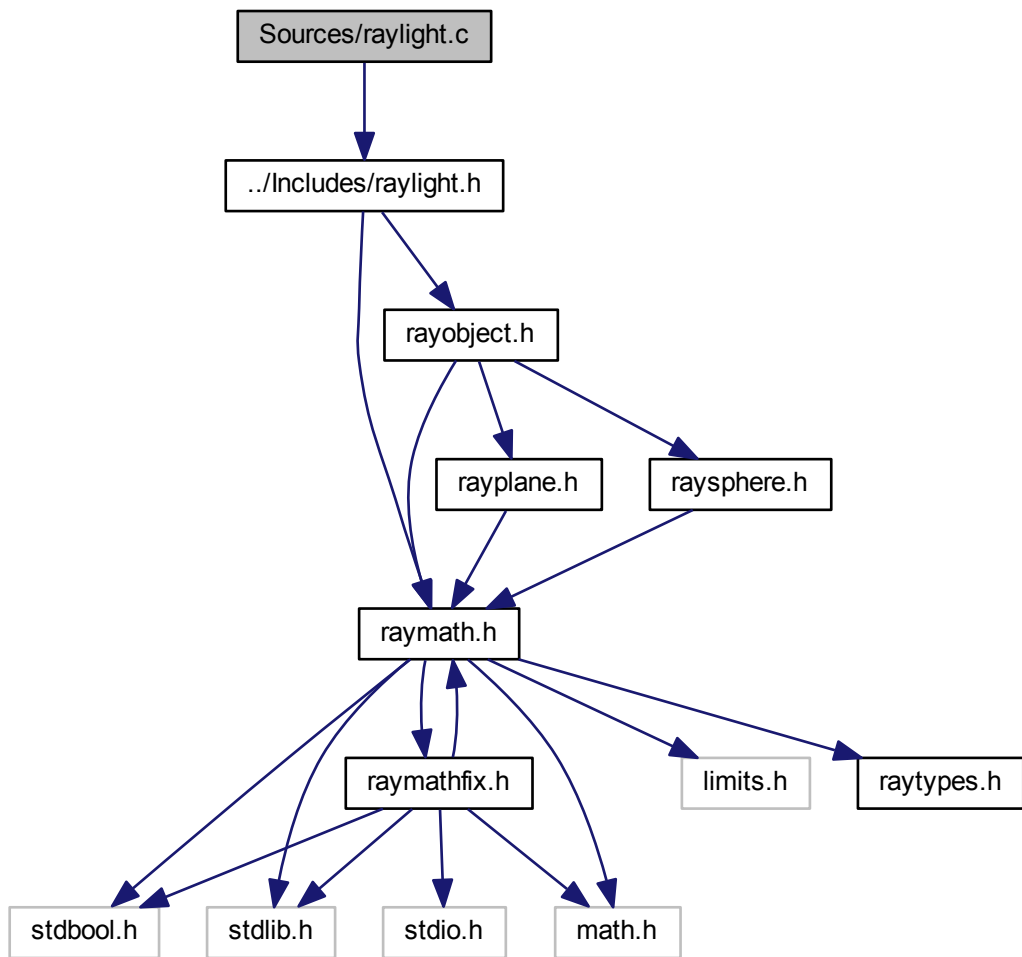 Sources/raylight.c
../Includes/raylight.h
rayobject.h
rayplane.h
raysphere.h
raymath.h
raymathfix.h
limits.h
raytypes.h
stdbool.h
stdlib.h
stdio.h
math.h